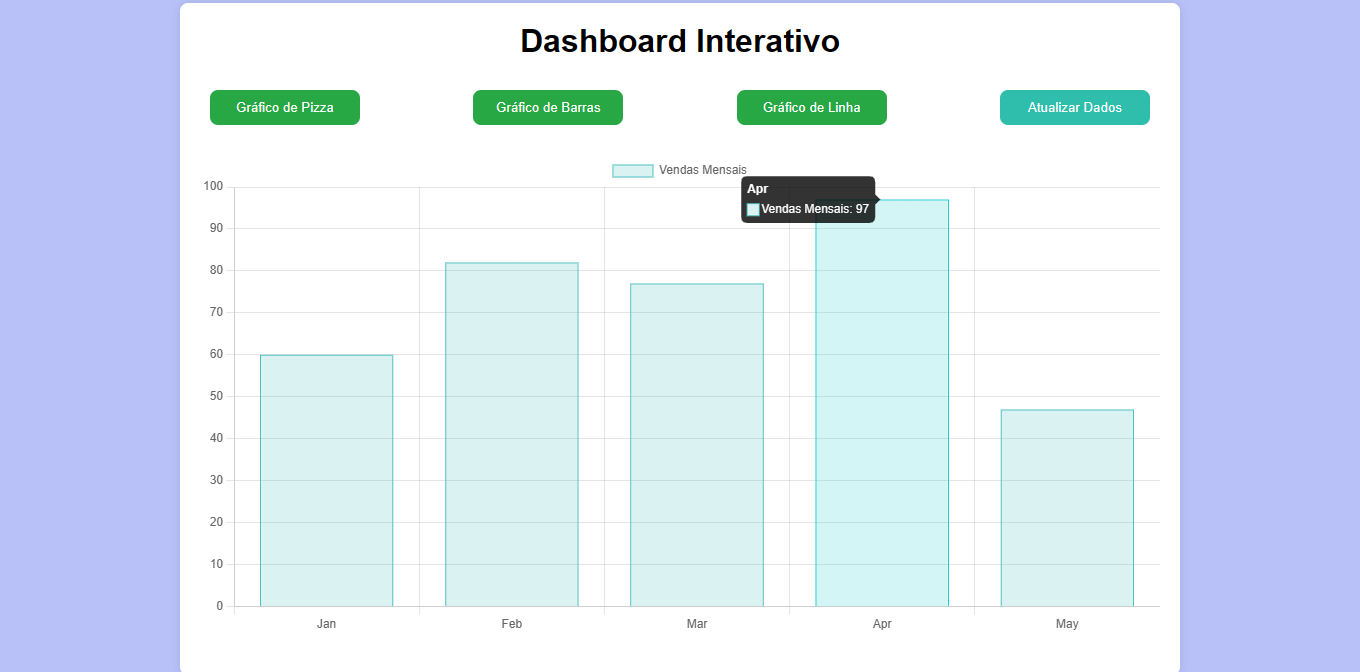 Dashboard Interativo
Gráfico de Pizza
Gráfico de Barras
Gráfico de Linha
Atualizar Dados
Vendas Mensais
Apr
Vendas Mensais: 97
100
90
80
70
60
50
40
30
20
10
0
Jan
Feb
Mar
Apr
May